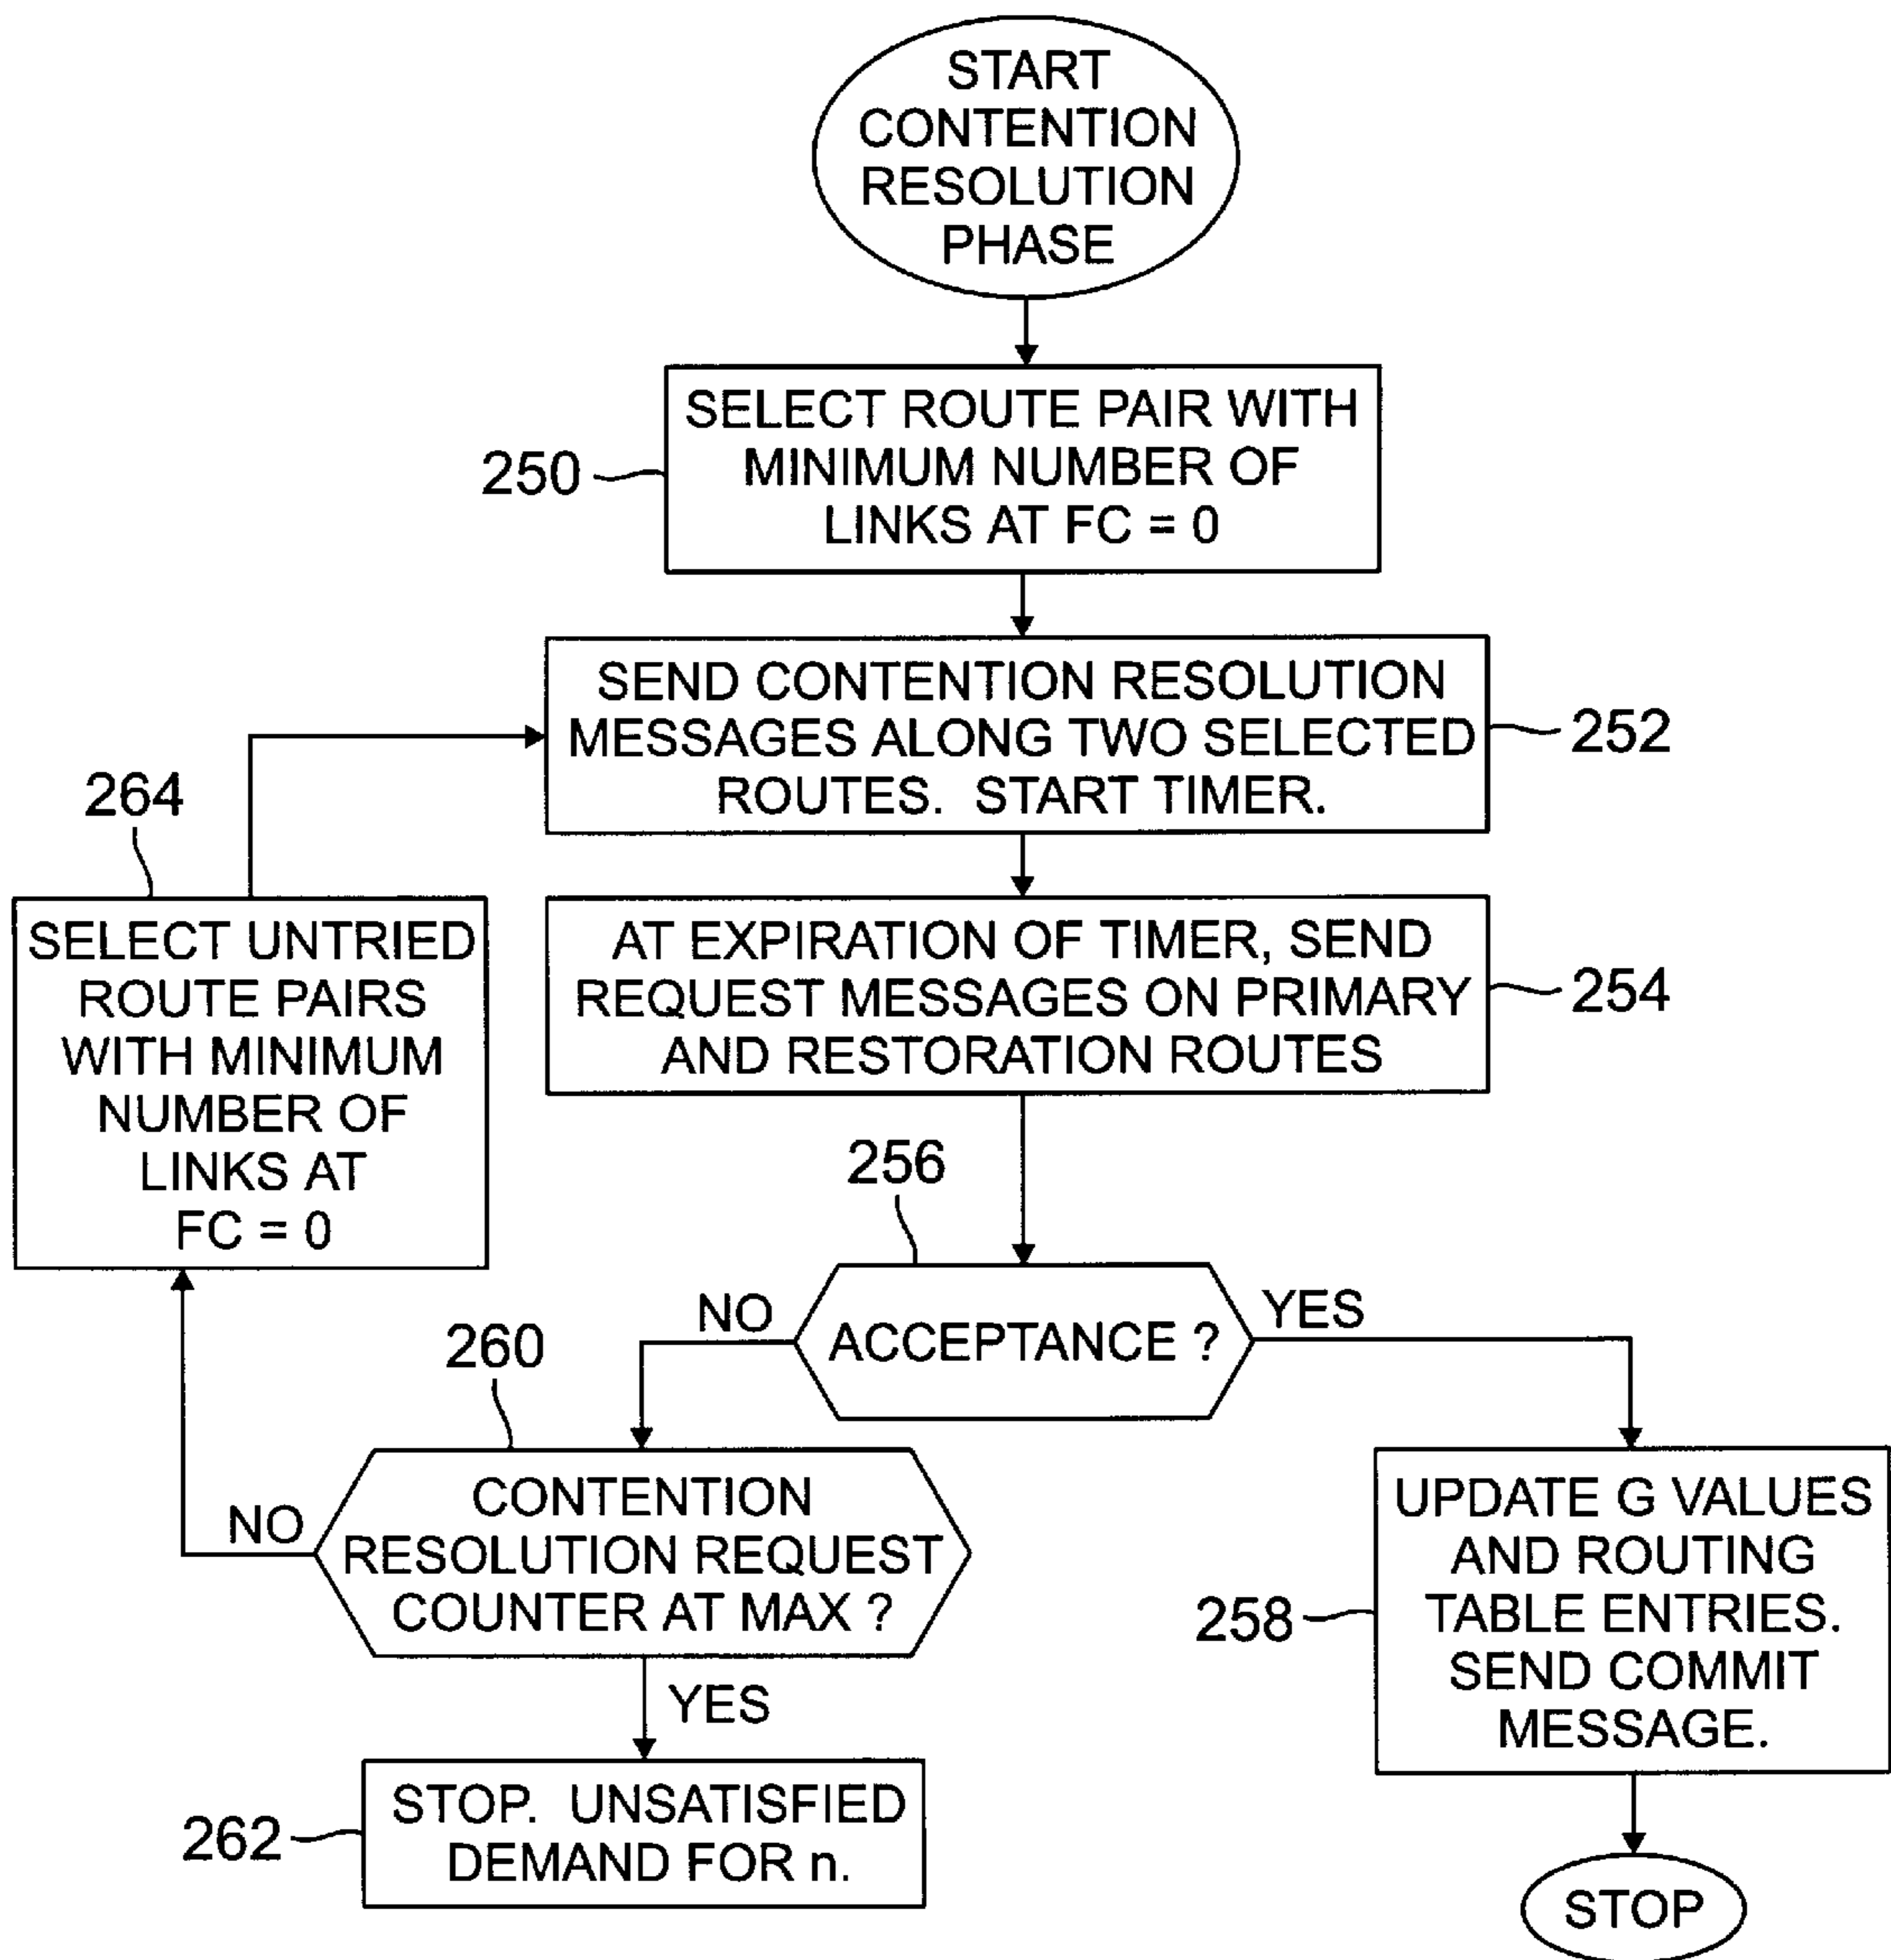 START
CONTENTION
RESOLUTION
PHASE
250
SELECT ROUTE PAIR WITH
MINIMUM NUMBER OF
LINKS AT FC = 0
SEND CONTENTION RESOLUTION
MESSAGES ALONG TWO SELECTED
ROUTES. START TIMER.
252
264
SELECT UNTRIED
ROUTE PAIRS
WITH MINIMUM
NUMBER OF
LINKS AT
FC = 0
AT EXPIRATION OF TIMER, SEND
REQUEST MESSAGES ON PRIMARY
AND RESTORATION ROUTES
254
256
NO
ACCEPTANCE ?
YES
260
NO
CONTENTION
RESOLUTION REQUEST
COUNTER AT MAX ?
YES
258
UPDATE G VALUES
AND ROUTING
TABLE ENTRIES.
SEND COMMIT
MESSAGE.
262
STOP. UNSATISFIED
DEMAND FOR n.
STOP